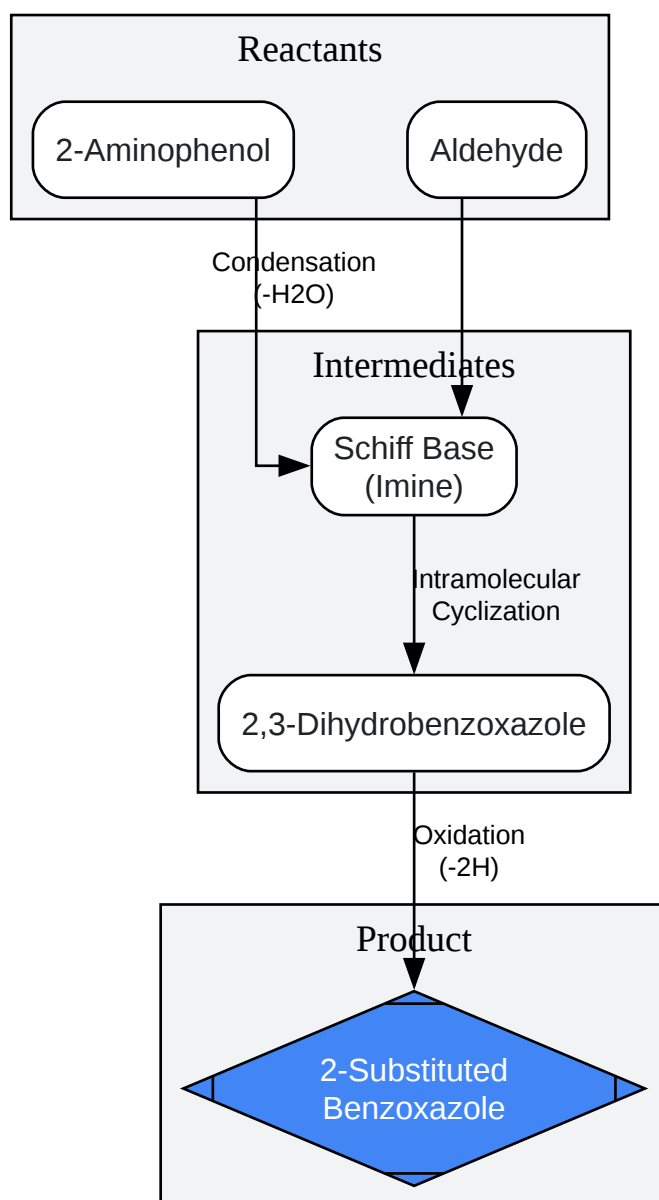 Reactants
2-Aminophenol
Aldehyde
Condensation
(-H2O)
Intermediates
Schiff Base
(Imine)
Intramolecular
Cyclization
2,3-Dihydrobenzoxazole
Oxidation
(-2H)
Product
2-Substituted
Benzoxazole